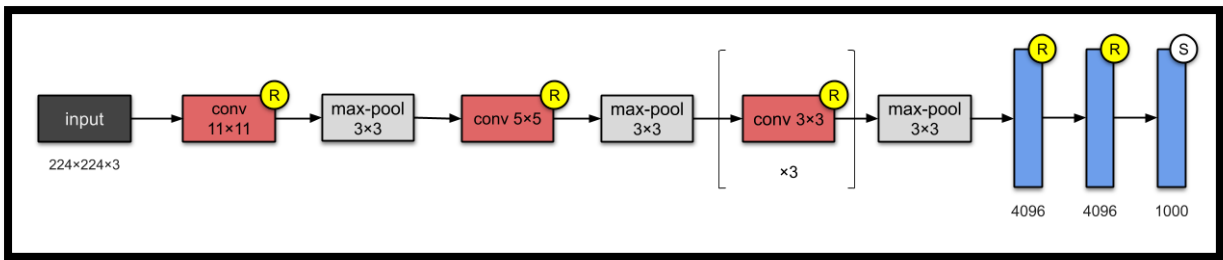 input
224×224×3
conv
11×11
R
max-pool
3×3
conv 5×5
R
max-pool
3×3
conv 3×3
R
×3
max-pool
3×3
R
4096
R
4096
S
1000